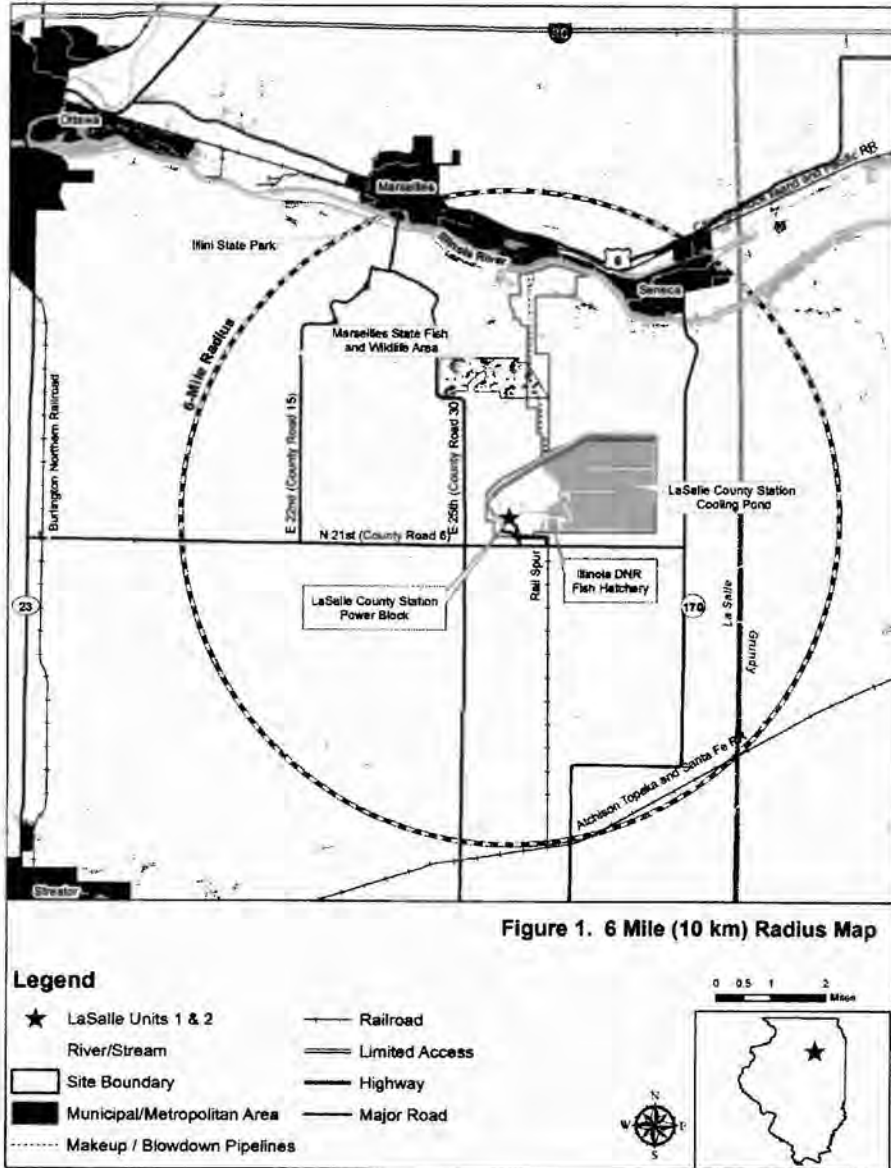 80
Ottawa
Marseilles
Island and Pacific RR
Illini State Park
Illinois River
6
Seneca
6-Mile Radius
Marseilles State Fish
and Wildlife Area
Burlington Northern Railroad
E 22nd (County Road 15)
E 25th (County Road 30)
LaSalle County Station
Cooling Pond
N 21st (County Road 6)
Rail Spur
Illinois DNR
Fish Hatchery
LaSalle County Station
Power Block
23
170
La Salle
Grundy
Atchison Topeka and Santa Fe RR
Streator
Figure 1. 6 Mile (10 km) Radius Map
Legend
LaSalle Units 1 & 2
River/Stream
Site Boundary
Municipal/Metropolitan Area
Makeup / Blowdown Pipelines
Railroad
Limited Access
Highway
Major Road
0 0.5 1 2
Miles
N
W E
S